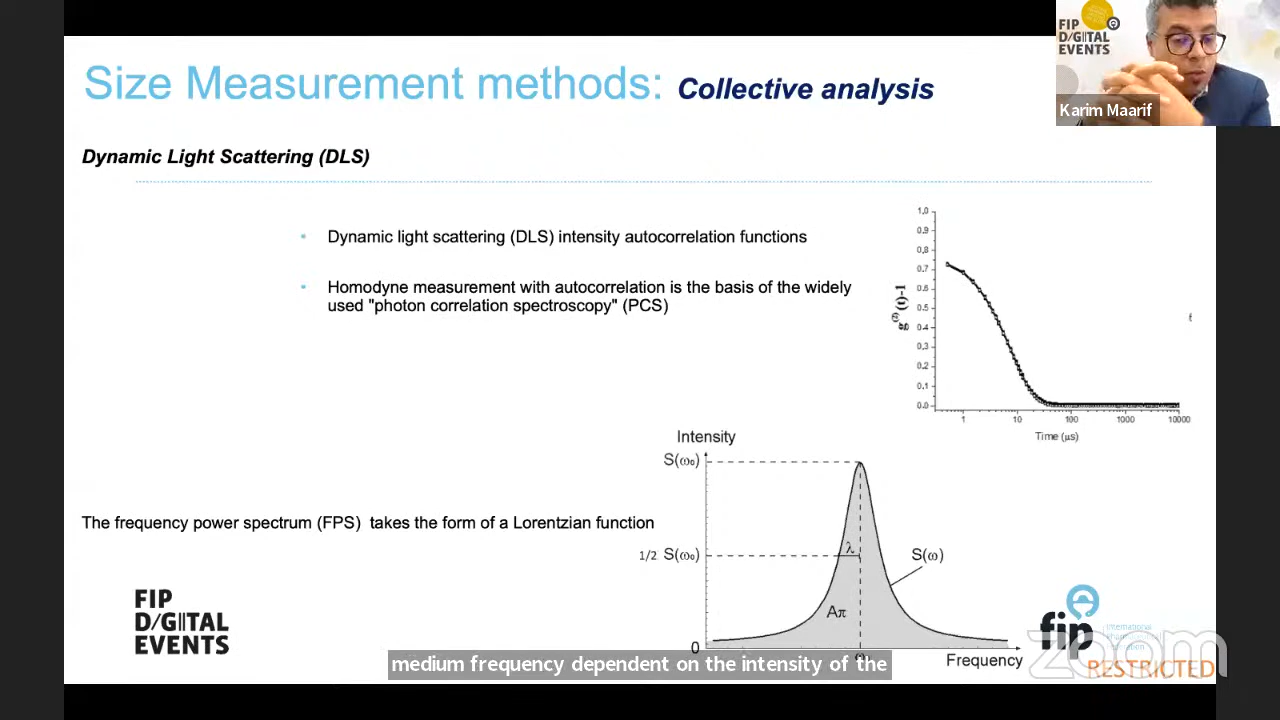 FIP
D/GITAL
EVENTS
Karim Maarif
Size Measurement methods: Collective analysis
Dynamic Light Scattering (DLS)
• Dynamic light scattering (DLS) intensity autocorrelation functions
• Homodyne measurement with autocorrelation is the basis of the widely
used "photon correlation spectroscopy" (PCS)
1,0
0.9
0.8
0.7
0.6
0.5
0.4
0.3
0.2
0.1
0.0
g⁽²⁾(t)-1
1 10 100 1000 10000
Time (µs)
Intensity
S(ω₀)
1/2 S(ω₀)
λ
S(ω)
Aπ
0
Frequency
The frequency power spectrum (FPS) takes the form of a Lorentzian function
FIP
D/GITAL
EVENTS
fip
zoom
RESTRICTED
medium frequency dependent on the intensity of the